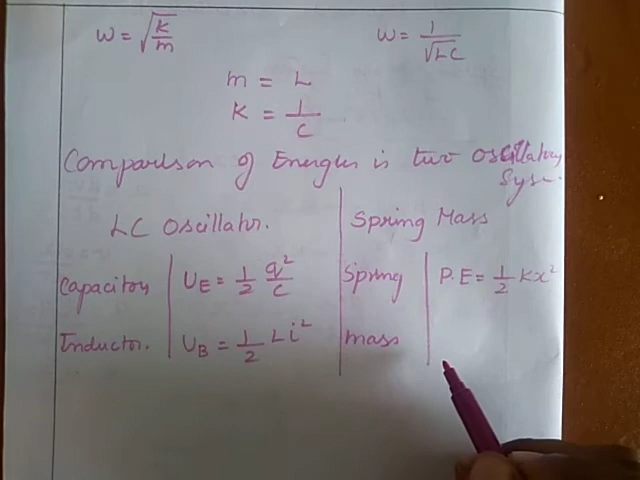 W = √K/m    W = 1/√LC
m = L
K = 1/C
Comparison of Energies in two Oscillatory
Sys
LC Oscillator. Spring Mass
Capacitor U_E = 1/2 q²/C Spring P.E = 1/2 Kx²
Inductor. U_B = 1/2 Li² mass